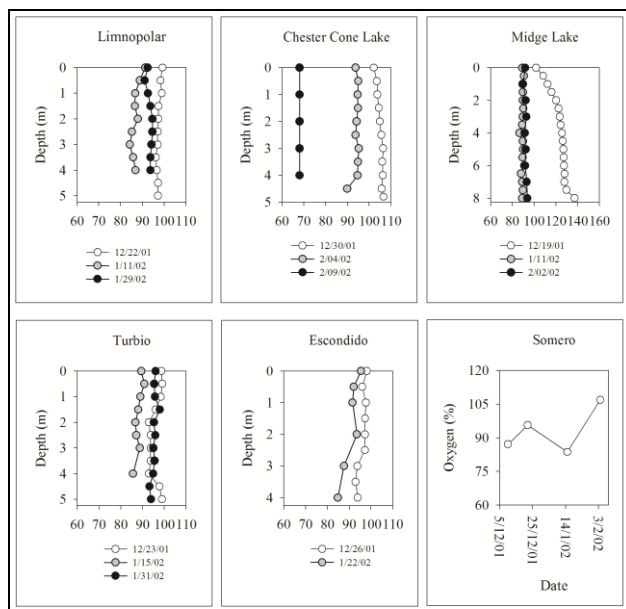 Limnopolar
Chester Cone Lake
Midge Lake
Depth (m)
0
1
2
3
4
5
60 70 80 90 100 110
12/22/01
1/11/02
1/29/02
Depth (m)
0
1
2
3
4
5
60 70 80 90 100 110
12/30/01
2/04/02
2/09/02
Depth (m)
0
2
4
6
8
60 80 100 120 140 160
12/19/01
1/11/02
2/02/02
Turbio
Escondido
Somero
Depth (m)
0
1
2
3
4
5
60 70 80 90 100 110
12/23/01
1/15/02
1/31/02
Depth (m)
0
1
2
3
4
60 70 80 90 100 110
12/26/01
1/22/02
Oxygen (%)
120
105
90
75
60
5/12/01
25/12/01
14/1/02
3/2/02
Date